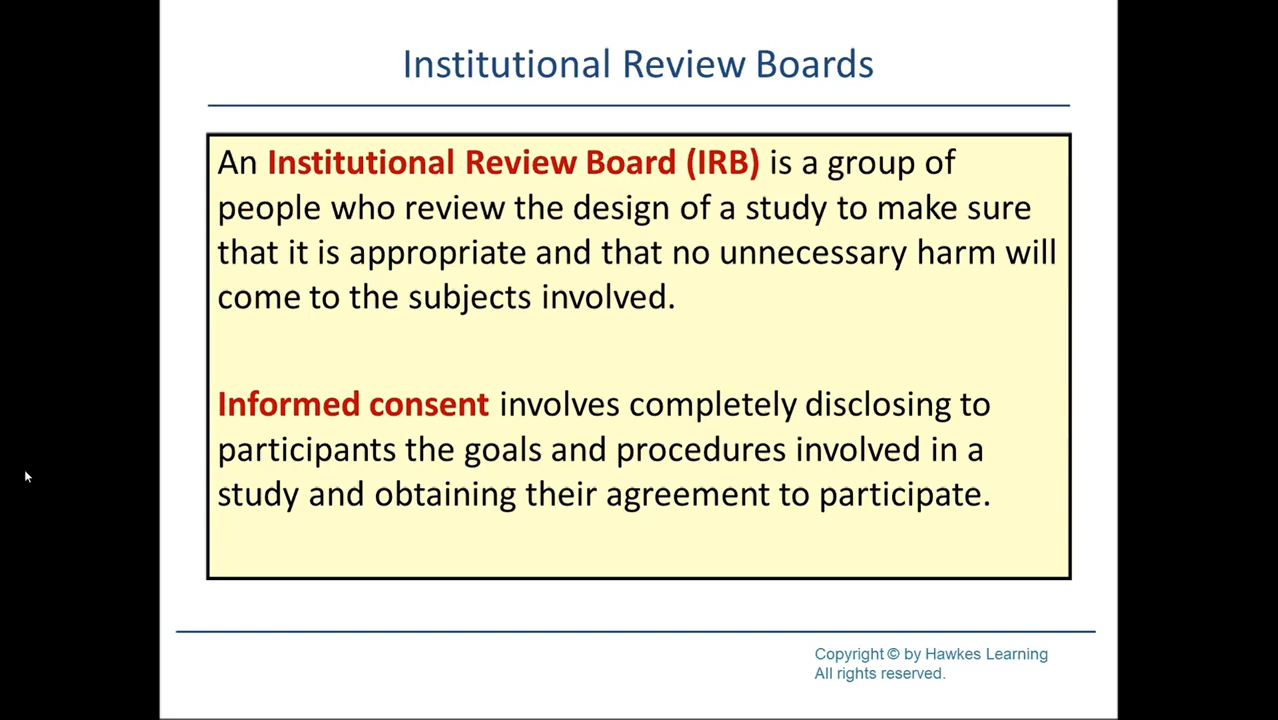 Institutional Review Boards
An Institutional Review Board (IRB) is a group of
people who review the design of a study to make sure
that it is appropriate and that no unnecessary harm will
come to the subjects involved.
Informed consent involves completely disclosing to
participants the goals and procedures involved in a
study and obtaining their agreement to participate.
Copyright © by Hawkes Learning
All rights reserved.